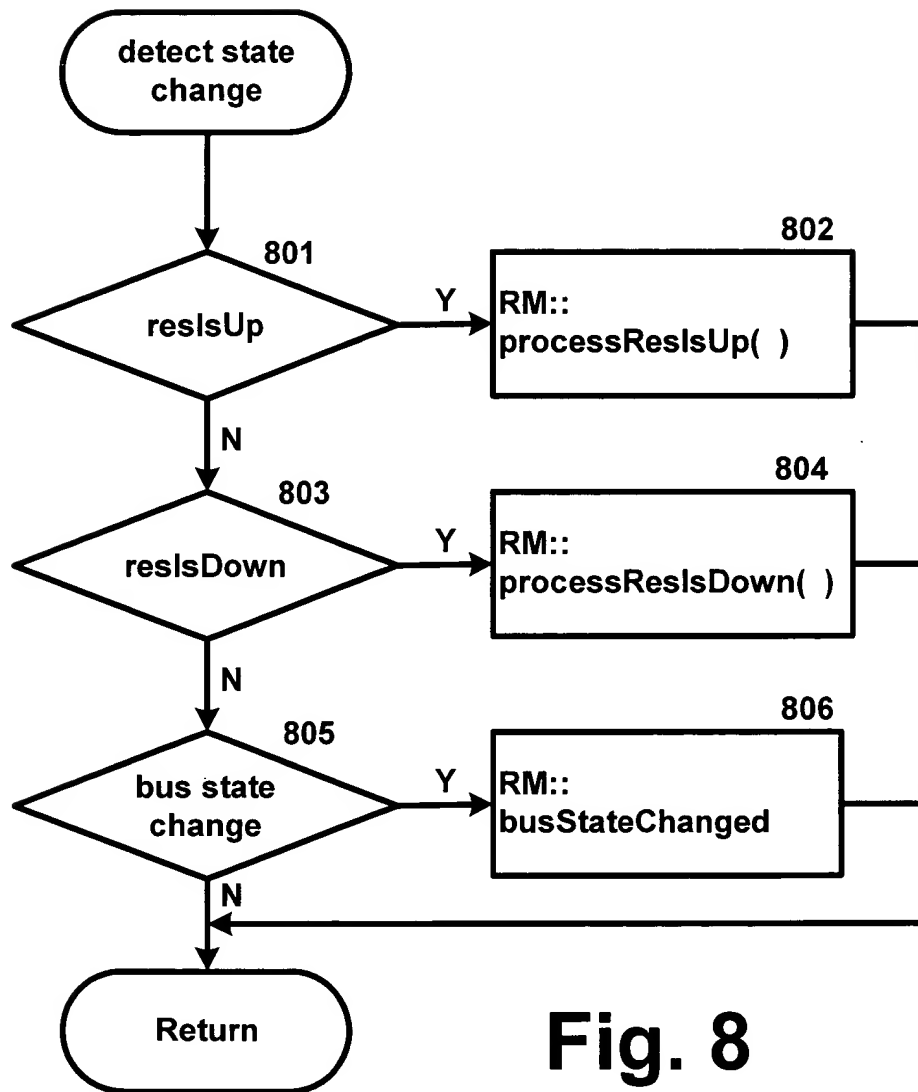 detect state
change
801
resIsUp
Y
802
RM::
processResIsUp( )
N
803
resIsDown
Y
804
RM::
processResIsDown( )
N
805
bus state
change
Y
806
RM::
busStateChanged
N
Return
Fig. 8